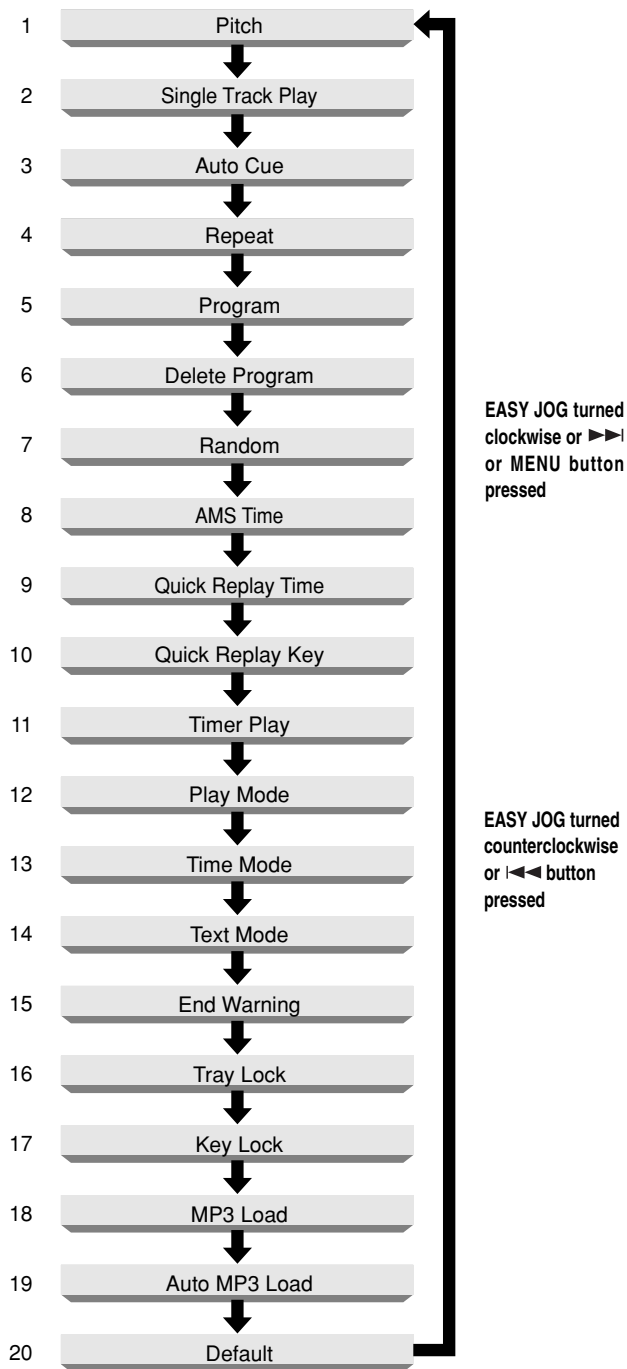 1 Pitch
2 Single Track Play
3 Auto Cue
4 Repeat
5 Program
6 Delete Program
7 Random
8 AMS Time
9 Quick Replay Time
10 Quick Replay Key
11 Timer Play
12 Play Mode
13 Time Mode
14 Text Mode
15 End Warning
16 Tray Lock
17 Key Lock
18 MP3 Load
19 Auto MP3 Load
20 Default
EASY JOG turned
clockwise or ►►I
or MENU button
pressed
EASY JOG turned
counterclockwise
or I◄◄ button
pressed